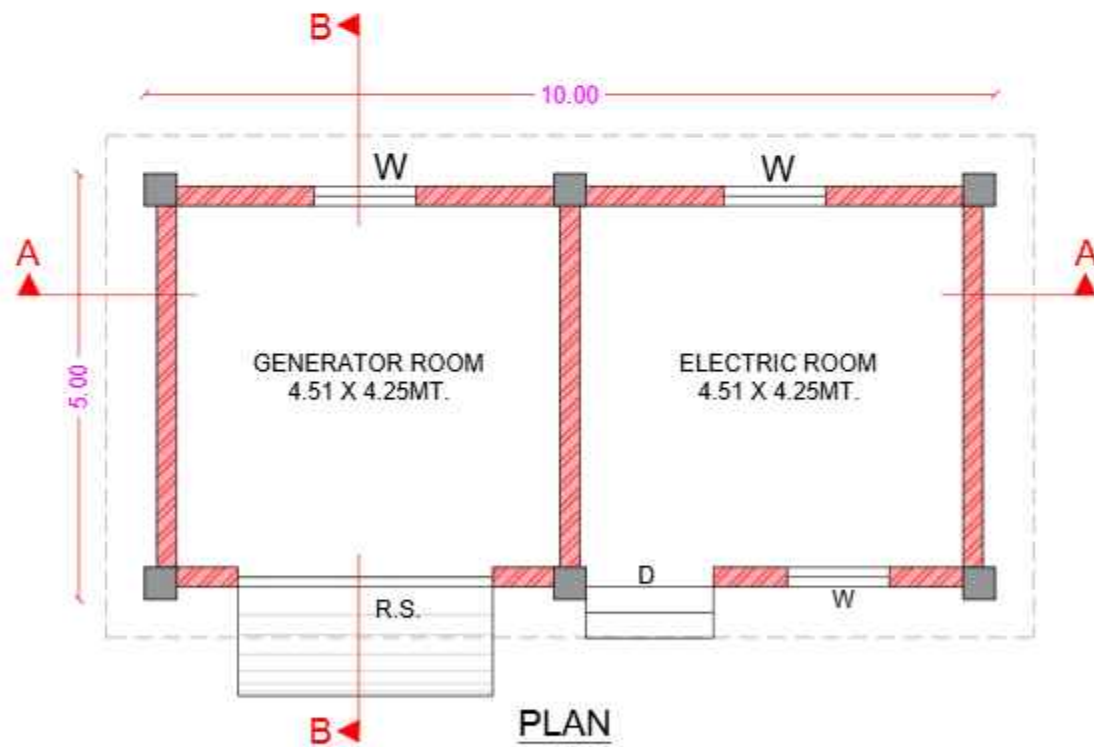 B
10.00
W
W
A
A
5.00
GENERATOR ROOM
4.51 X 4.25MT.
ELECTRIC ROOM
4.51 X 4.25MT.
D
R.S.
W
B
PLAN